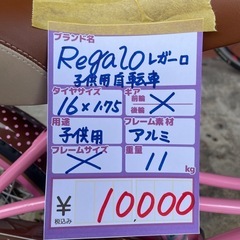 ブランド名
Regalo レガーロ
子供用自転車
タイヤサイズ
16×1.75
ギア
前輪 ×
後輪
用途
子供用
フレーム素材
アルミ
フレームサイズ
×
重量
11 kg
¥ 税込み 10,000